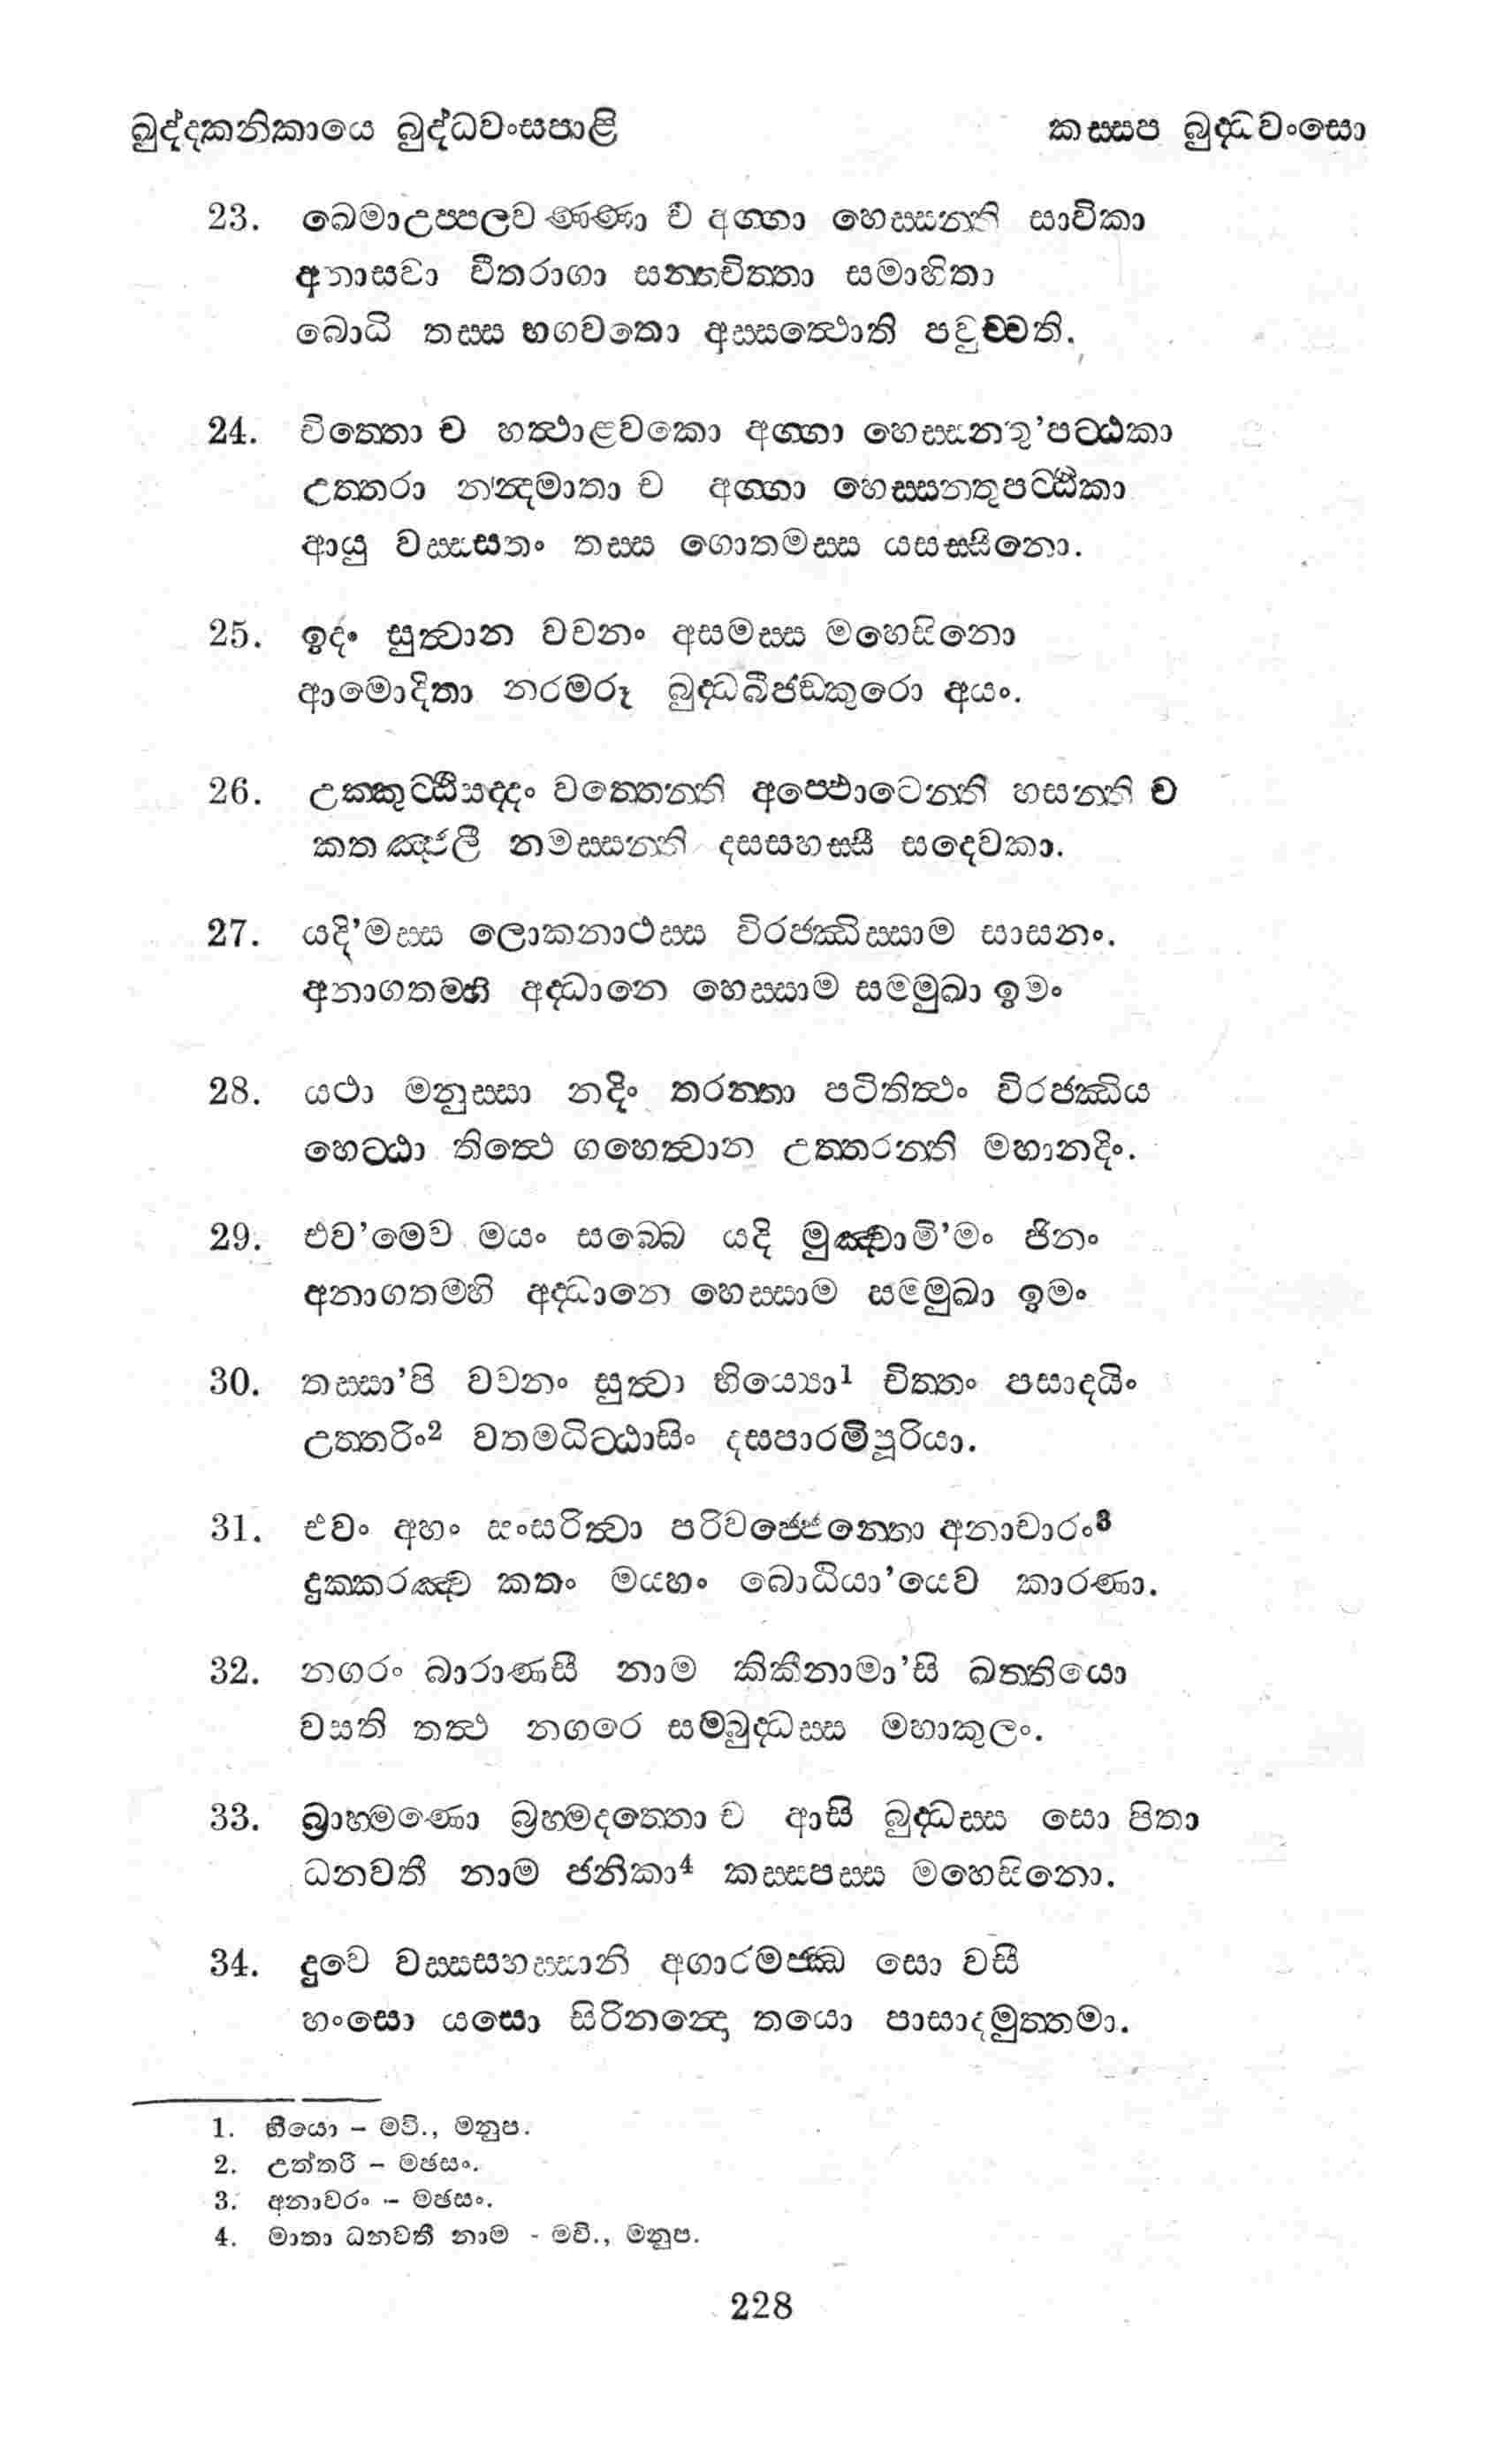 ඛුද්දකනිකායෙ බුද්ධවංසපාළි කස්සප බුද්ධවංසො
23. ඛෙමාඋප්පලවණ්ණා ච අග්ගා හෙස්සන්ති සාවිකා
අනාසවා වීතරාගා සන්තචිත්තා සමාහිතා
බොධි තස්ස භගවතො අස්සත්ථොති පවුච්චති.
24. චිත්තො ච හත්ථාළවකො අග්ගා හෙස්සන්තු'පට්ඨකා
උත්තරා නන්දමාතා ච අග්ගා හෙස්සන්තුපට්ඨිකා
ආයු වස්සසතං තස්ස ගොතමස්ස යසස්සිනො.
25. ඉදං සුත්වාන වචනං අසමස්ස මහෙසිනො
ආමොදිතා නරමරූ බුද්ධබීජඞ්කුරො අයං.
26. උක්කුට්ඨිසද්දං වත්තෙන්ති අප්ඵොටෙන්ති හසන්ති ච
කතඤ්ජලී නමස්සන්ති දසසහස්සී සදෙවකා.
27. යදි'මස්ස ලොකනාථස්ස විරජ්ඣිස්සාම සාසනං.
අනාගතම්හි අද්ධානෙ හෙස්සාම සම්මුඛා ඉමං
28. යථා මනුස්සා නදිං තරන්තා පටිතිත්ථං විරජ්ඣිය
හෙට්ඨා තිත්ථෙ ගහෙත්වාන උත්තරන්ති මහානදිං.
29. එව'මෙව මයං සබ්බෙ යදි මුඤ්චාමි'මං ජිනං
අනාගතම්හි අද්ධානෙ හෙස්සාම සම්මුඛා ඉමං
30. තස්සා'පි වචනං සුත්වා භිය්‍යො1 චිත්තං පසාදයිං
උත්තරිං2 වතමධිට්ඨාසිං දසපාරමිපූරියා.
31. එවං අහං සංසරිත්වා පරිවජ්ජෙන්තො අනාචාරං3
දුක්කරඤ්ච කතං මය්හං බොධියා'යෙව කාරණා.
32. නගරං බාරාණසී නාම කිකීනාමා'සි ඛත්තියො
වසති තත්ථ නගරෙ සම්බුද්ධස්ස මහාකුලං.
33. බ්‍රාහ්මණො බ්‍රහ්මදත්තො ච ආසි බුද්ධස්ස සො පිතා
ධනවතී නාම ජනිකා4 කස්සපස්ස මහෙසිනො.
34. දුවෙ වස්සසහස්සානි අගාරමජ්ඣ සො වසී
හංසො යසො සිරිනන්දො තයො පාසාදමුත්තමා.
1. භීයො – මවි., මනුප.
2. උත්තරි – මඡසං.
3. අනාවරං – මඡසං.
4. මාතා ධනවතී නාම - මවි., මනුප.
228